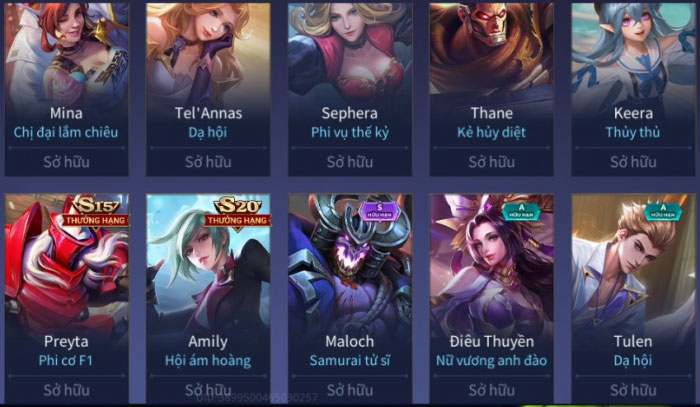 Mina
Chị đại lắm chiêu
Sở hữu
Tel'Annas
Dạ hội
Sở hữu
Sephera
Phi vụ thế kỷ
Sở hữu
Thane
Kẻ hủy diệt
Sở hữu
Keera
Thủy thủ
Sở hữu
S15
THƯỞNG HẠNG
Preyta
Phi cơ F1
Sở hữu
S20
THƯỞNG HẠNG
Amily
Hội ám hoàng
Sở hữu
S
HỮU HẠN
Maloch
Samurai tử sĩ
Sở hữu
A
HỮU HẠN
Điêu Thuyền
Nữ vương anh đào
Sở hữu
A
HỮU HẠN
Tulen
Dạ hội
Sở hữu